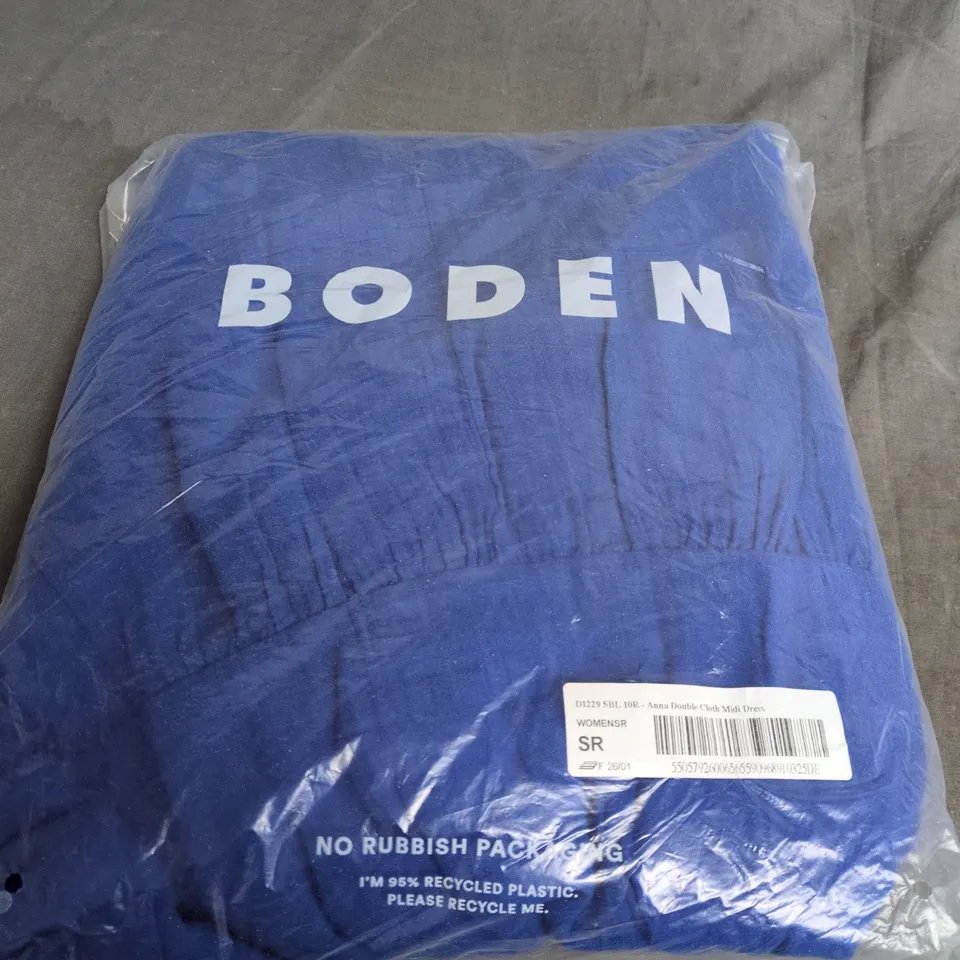 BODEN
D1229 SBL 10R - Anna Double Cloth Midi Dress
WOMENSR
SR
F 26/01
55057926006565590968910325DE
NO RUBBISH PACKAGING
I'M 95% RECYCLED PLASTIC.
PLEASE RECYCLE ME.